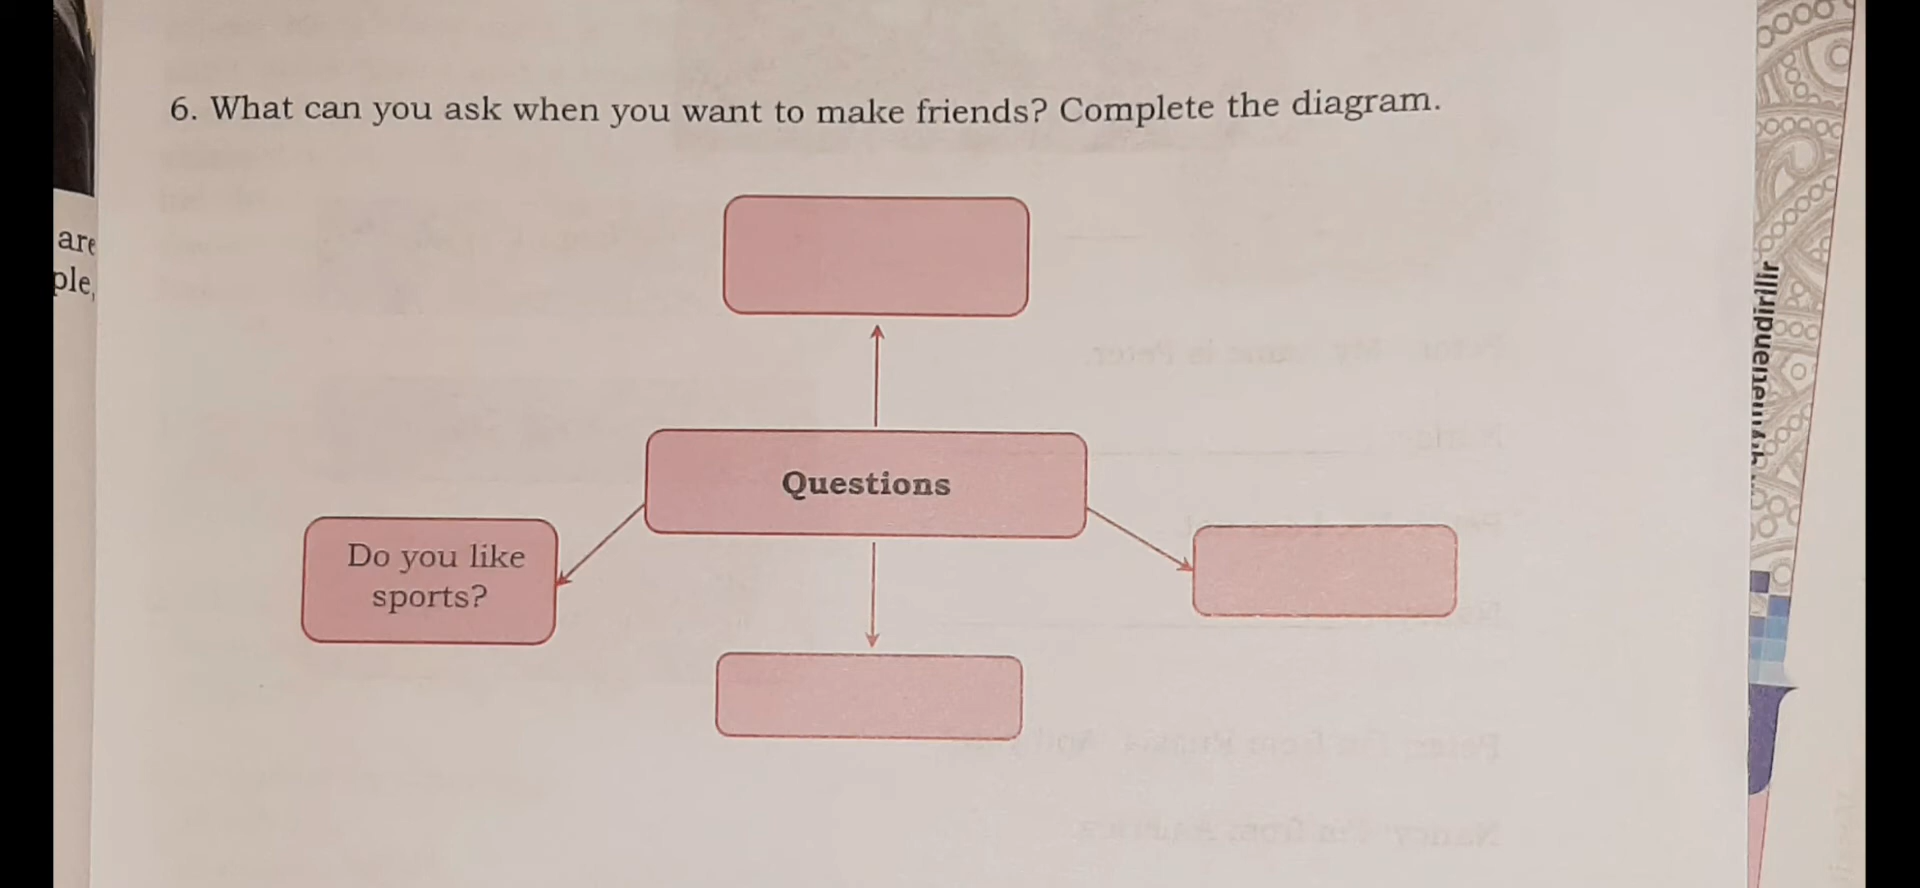 6. What can you ask when you want to make friends? Complete the diagram.
are
ple,
Questions
Do you like
sports?